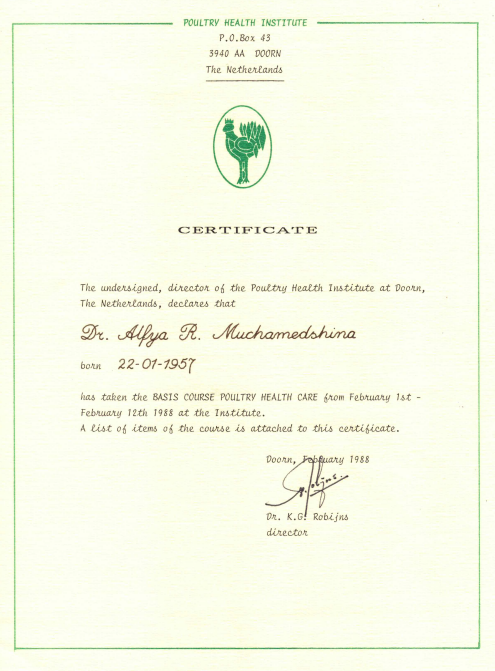 POULTRY HEALTH INSTITUTE
P.O.Box 43
3940 AA DOORN
The Netherlands
CERTIFICATE
The undersigned, director of the Poultry Health Institute at Doorn,
The Netherlands, declares that
Dr. Alfya R. Muchamedshina
born 22-01-1957
has taken the BASIS COURSE POULTRY HEALTH CARE from February 1st -
February 12th 1988 at the Institute.
A list of items of the course is attached to this certificate.
Doorn, February 1988
Dr. K.G. Robijns
director